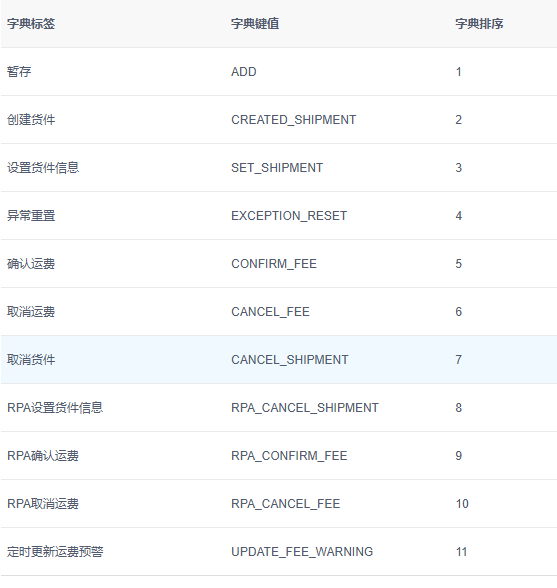 字典标签 字典键值 字典排序
暂存 ADD 1
创建货件 CREATED_SHIPMENT 2
设置货件信息 SET_SHIPMENT 3
异常重置 EXCEPTION_RESET 4
确认运费 CONFIRM_FEE 5
取消运费 CANCEL_FEE 6
取消货件 CANCEL_SHIPMENT 7
RPA设置货件信息 RPA_CANCEL_SHIPMENT 8
RPA确认运费 RPA_CONFIRM_FEE 9
RPA取消运费 RPA_CANCEL_FEE 10
定时更新运费预警 UPDATE_FEE_WARNING 11